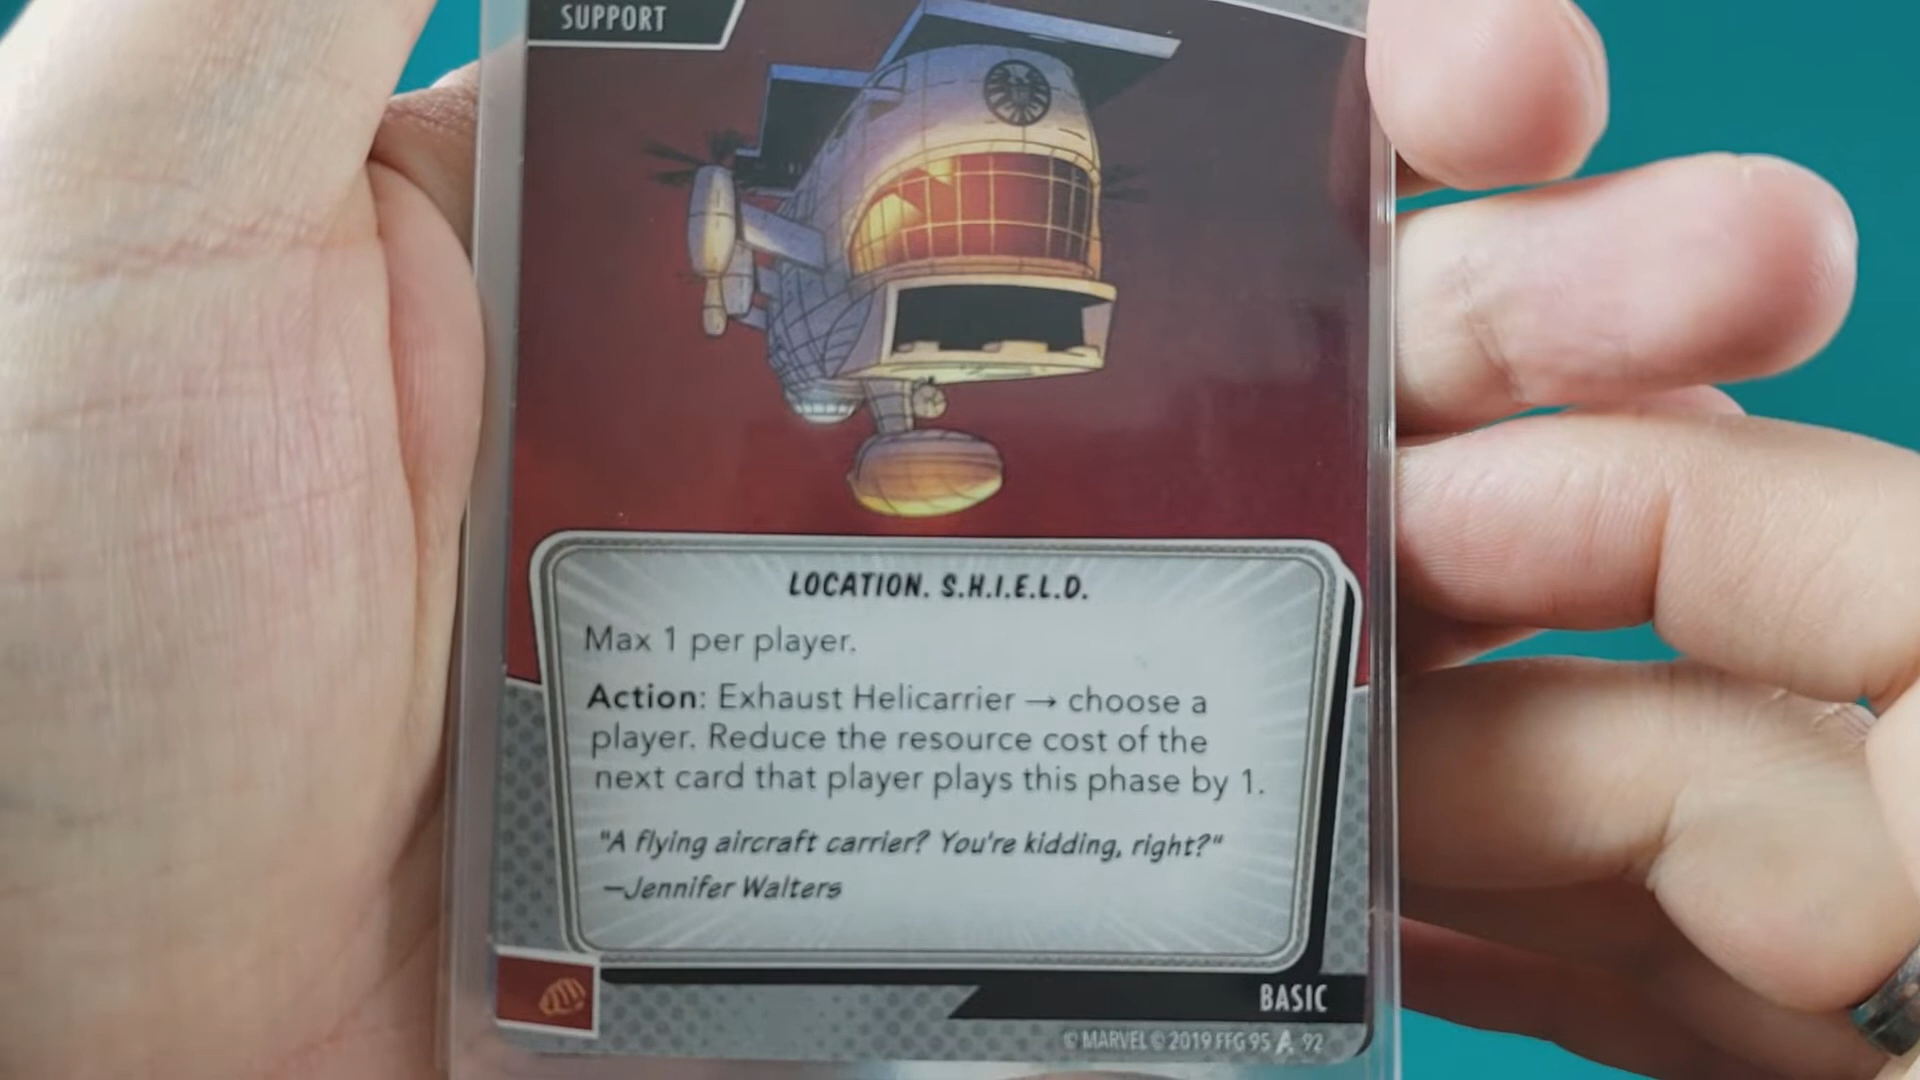 SUPPORT
LOCATION. S.H.I.E.L.D.
Max 1 per player.
Action: Exhaust Helicarrier → choose a
player. Reduce the resource cost of the
next card that player plays this phase by 1.
"A flying aircraft carrier? You're kidding, right?"
—Jennifer Walters
BASIC
© MARVEL © 2019 FFG 95 92